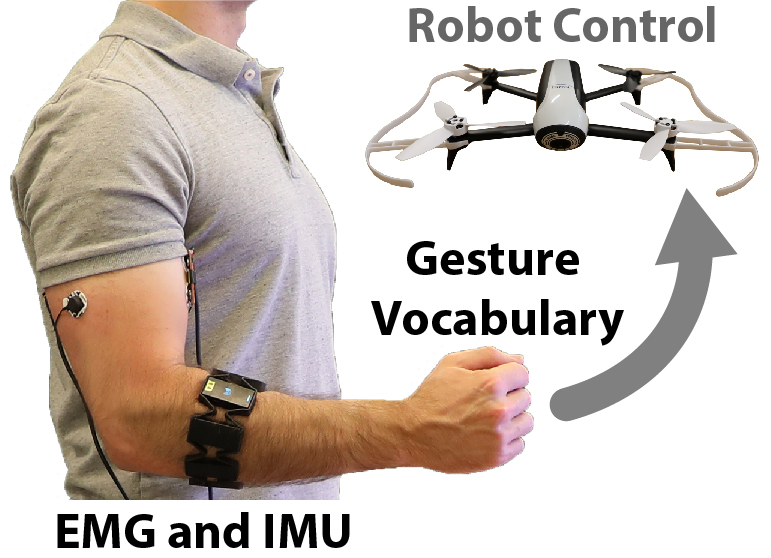 Robot Control
Gesture
Vocabulary
EMG and IMU